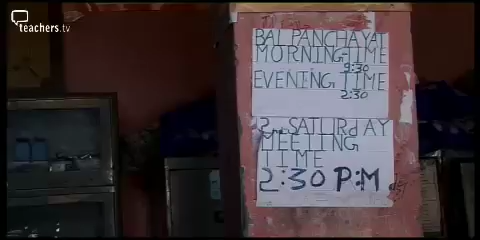 teachers.tv
BAL PANCHAYAT
MORNING TIME
9:30
EVENING TIME
2:30
2. SATURDAY
MEETING
TIME
2:30 P:M